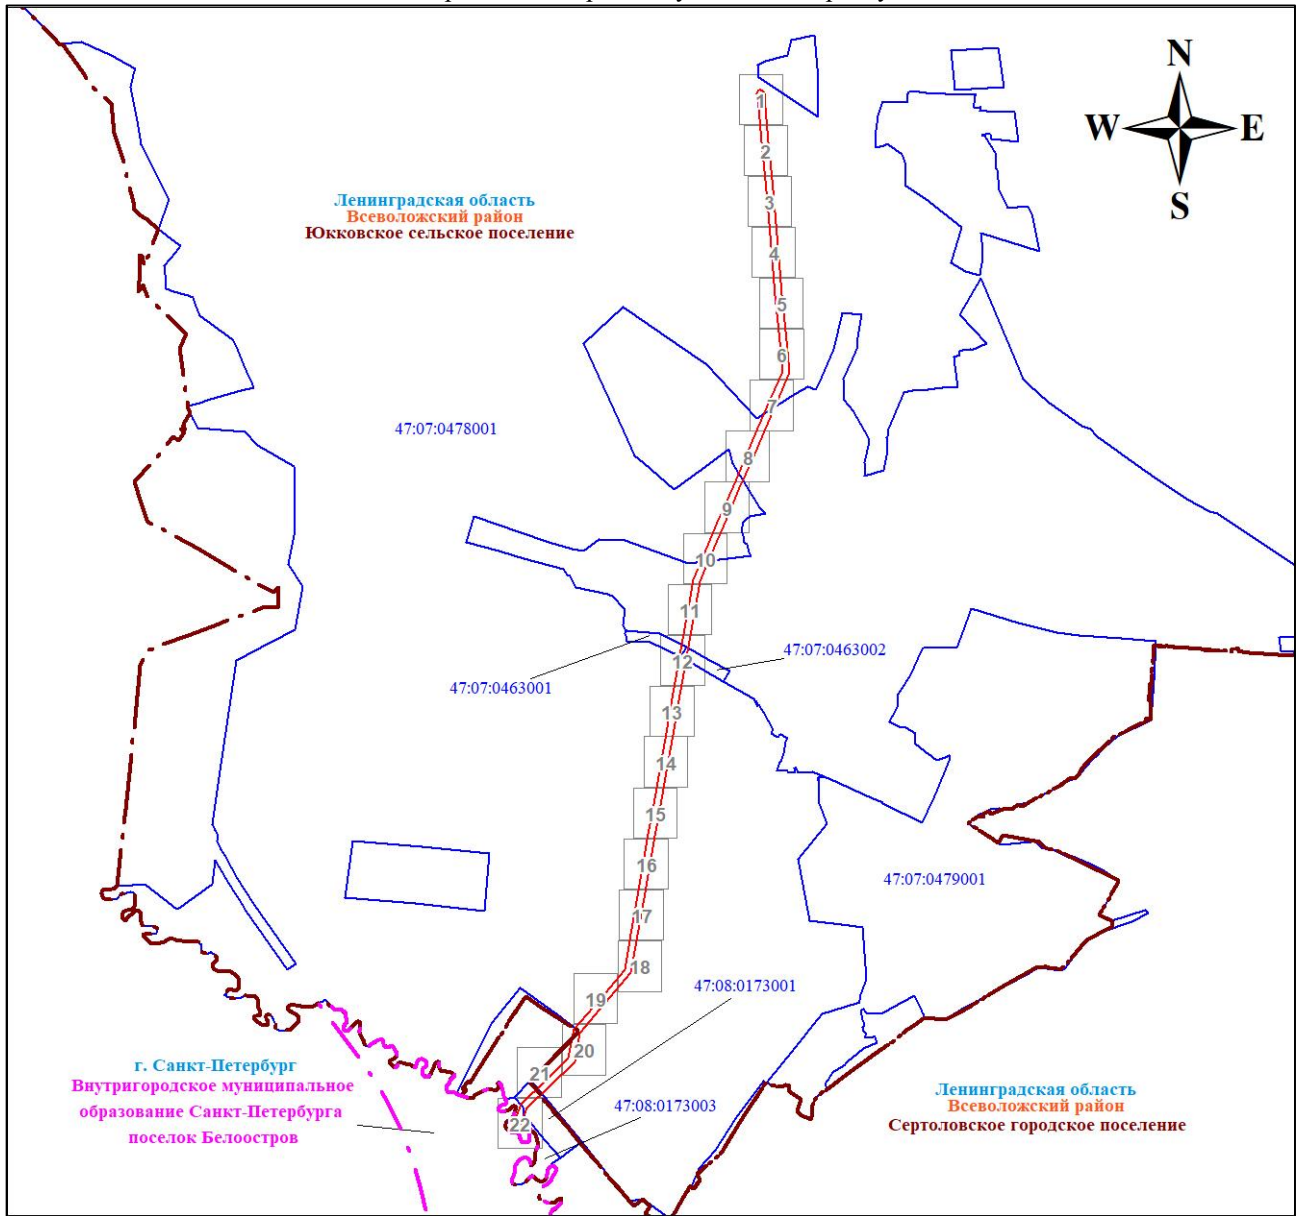 N
W E
S
Ленинградская область
Всеволожский район
Юкковское сельское поселение
1
2
3
4
5
6
7
8
9
10
11
12
13
14
15
16
17
18
19
20
21
22
47:07:0478001
47:07:0463002
47:07:0463001
47:07:0479001
47:08:0173001
47:08:0173003
г. Санкт-Петербург
Внутригородское муниципальное
образование Санкт-Петербурга
поселок Белоостров
Ленинградская область
Всеволожский район
Сертоловское городское поселение